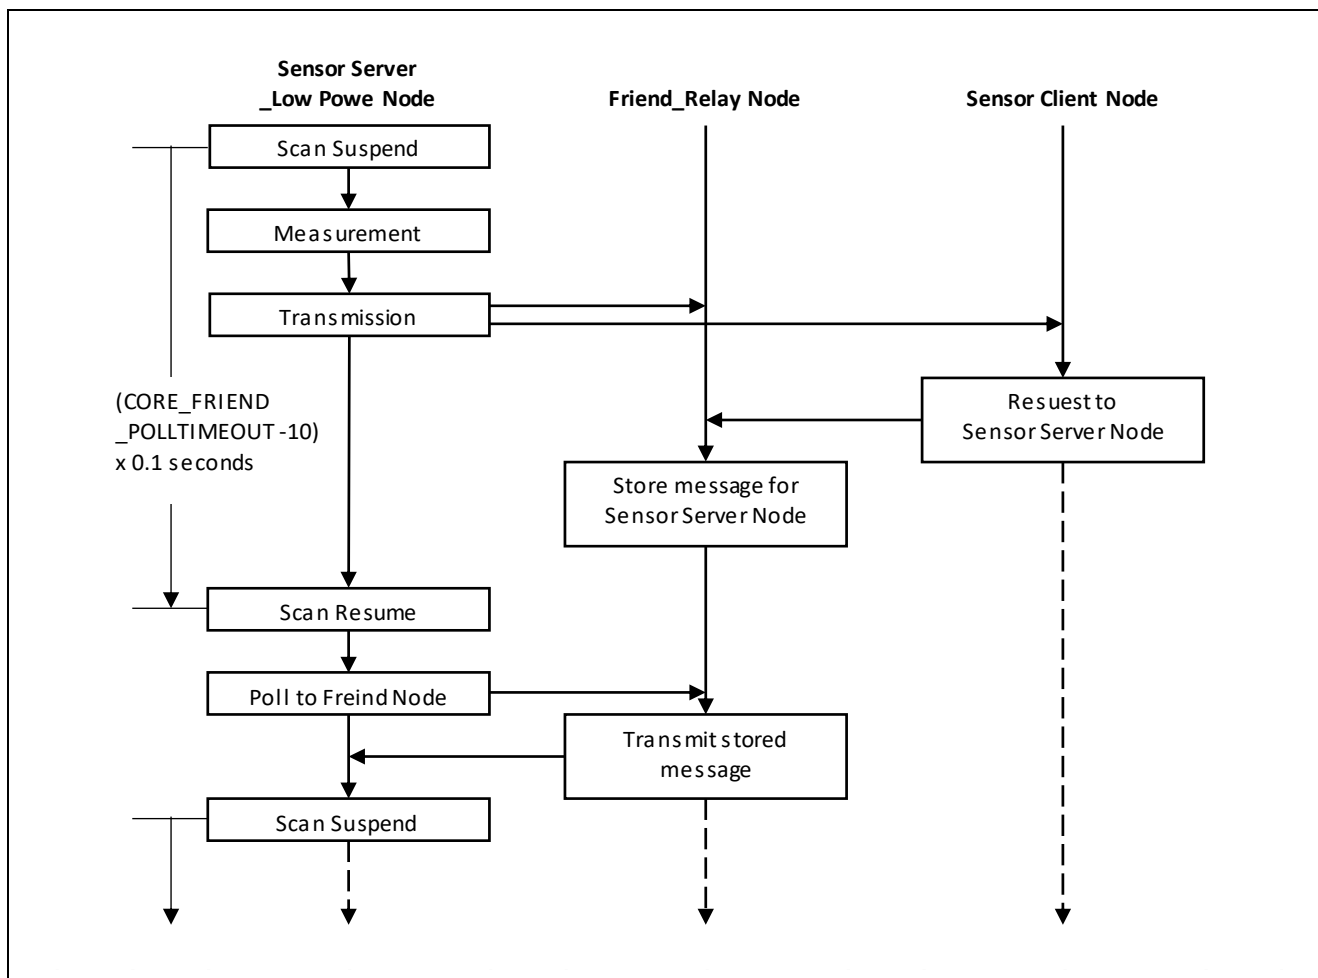 Sensor Server
_Low Powe Node
Friend_Relay Node
Sensor Client Node
Scan Suspend
Measurement
Transmission
(CORE_FRIEND
_POLLTIMEOUT -10)
x 0.1 seconds
Resuest to
Sensor Server Node
Store message for
Sensor Server Node
Scan Resume
Poll to Freind Node
Transmit stored
message
Scan Suspend